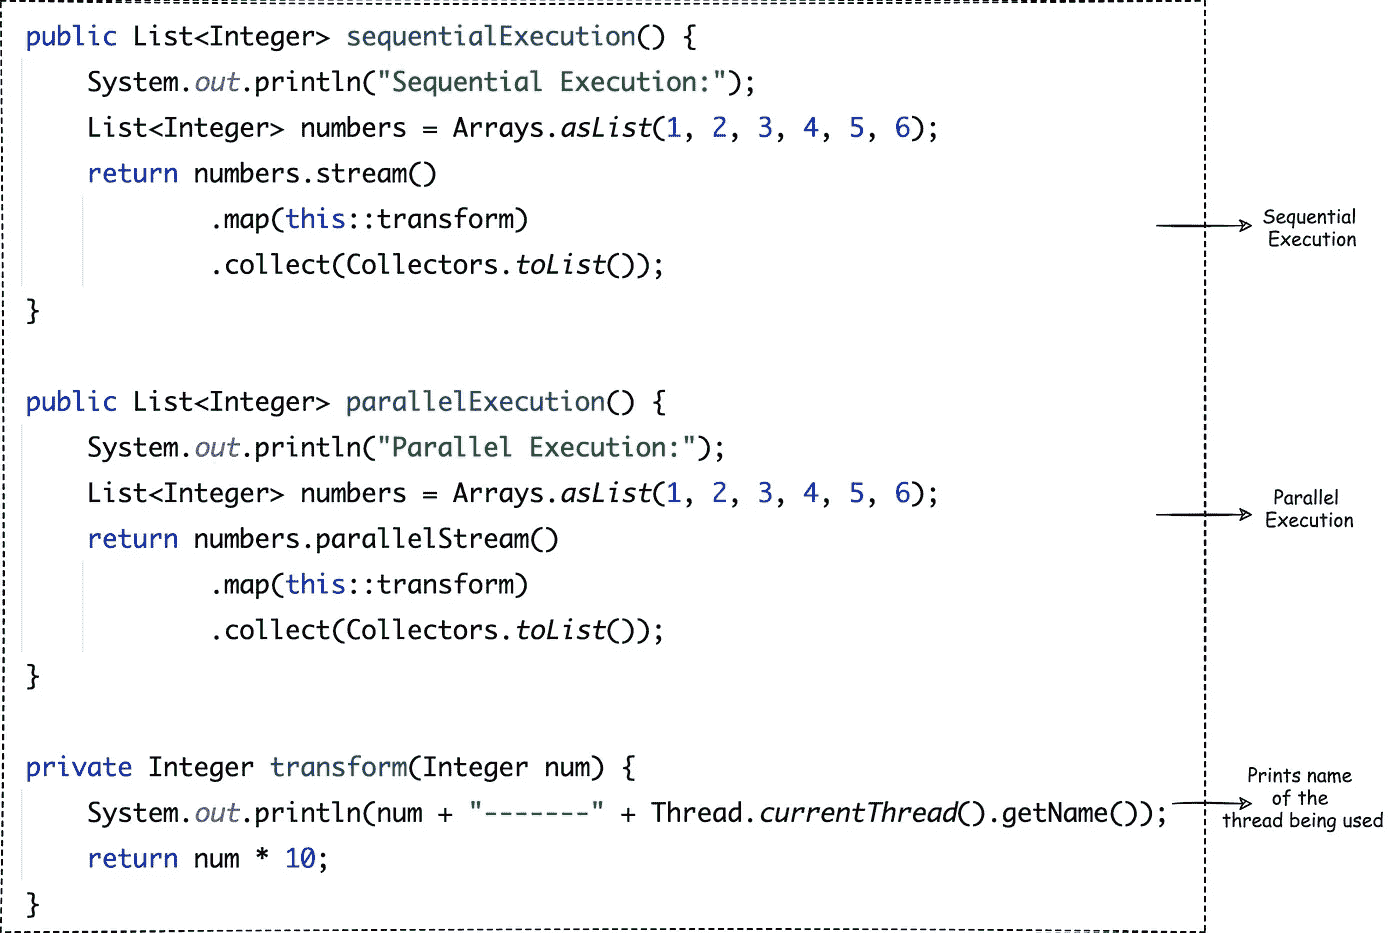 public List<Integer> sequentialExecution() {
System.out.println("Sequential Execution:");
List<Integer> numbers = Arrays.asList(1, 2, 3, 4, 5, 6);
return numbers.stream()
.map(this::transform)
.collect(Collectors.toList());
}
Sequential
Execution
public List<Integer> parallelExecution() {
System.out.println("Parallel Execution:");
List<Integer> numbers = Arrays.asList(1, 2, 3, 4, 5, 6);
return numbers.parallelStream()
.map(this::transform)
.collect(Collectors.toList());
}
Parallel
Execution
private Integer transform(Integer num) {
System.out.println(num + "-------" + Thread.currentThread().getName());
return num * 10;
}
Prints name
of the
thread being used